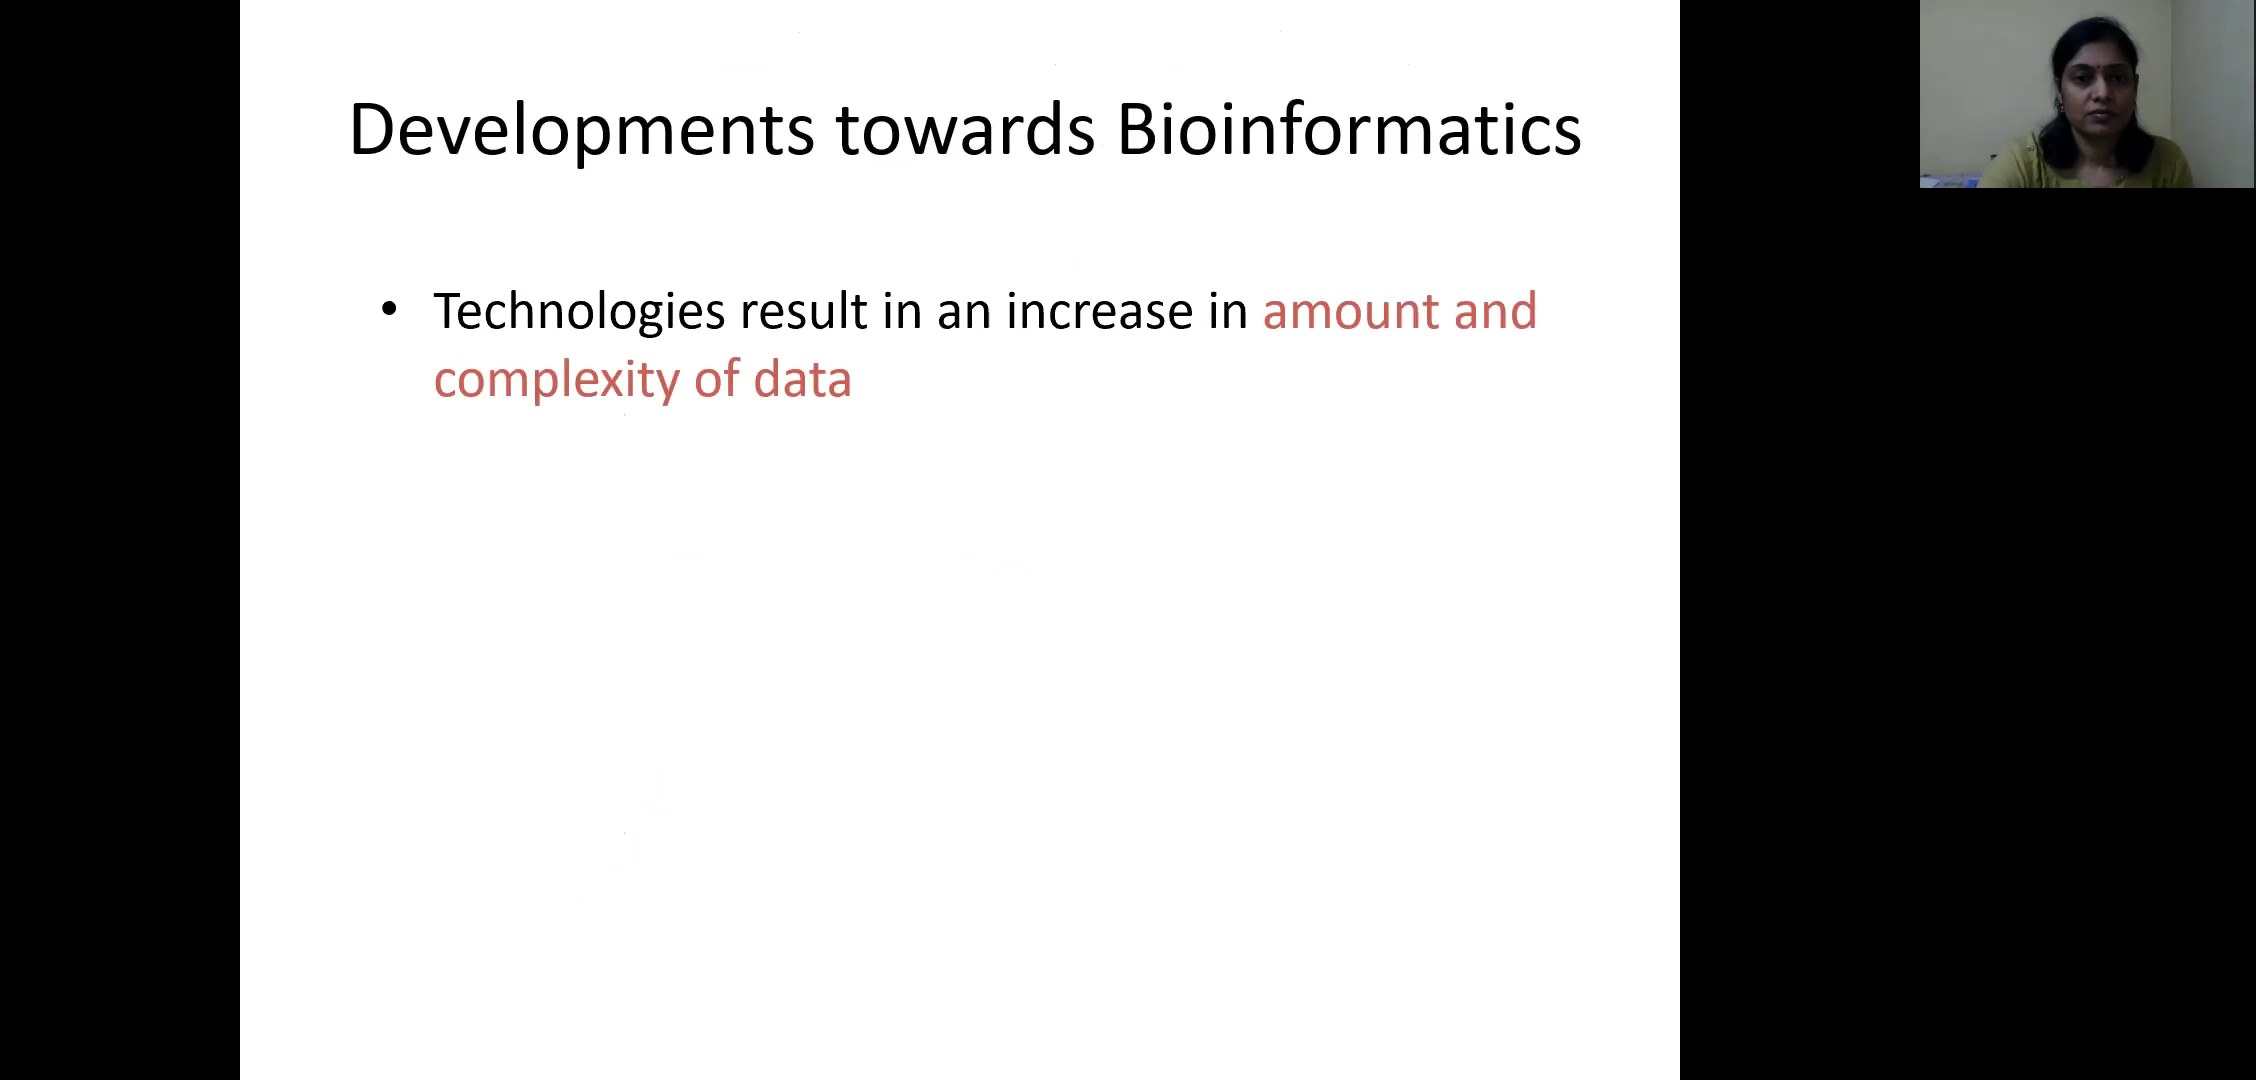 Developments towards Bioinformatics
• Technologies result in an increase in amount and
complexity of data